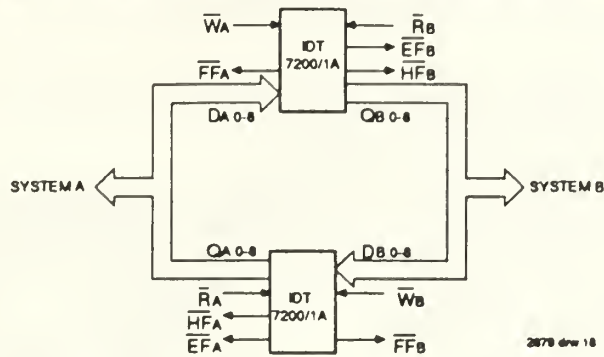 W̅A
R̅B
IDT
7200/1A
E̅F̅B
F̅F̅A
H̅F̅B
DA 0–8
QB 0–8
SYSTEM A
SYSTEM B
QA 0–8
DB 0–8
R̅A
IDT
7200/1A
W̅B
H̅F̅A
E̅F̅A
F̅F̅B
2679 drw 18